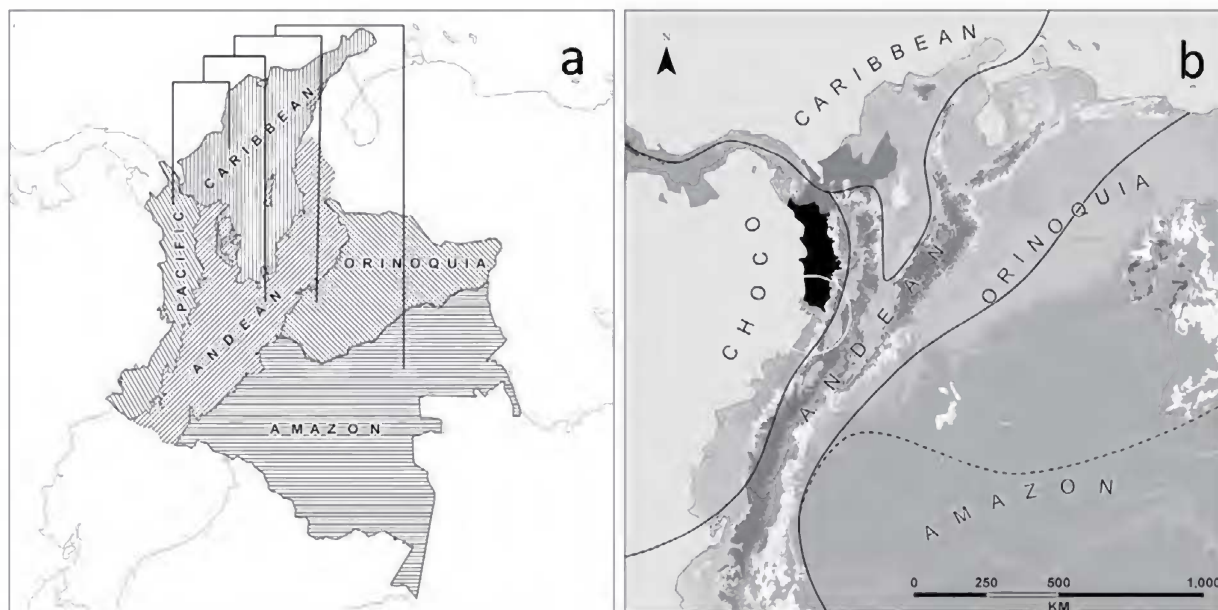 a
CARIBBEAN
PACIFIC
ANDEAN
ORINOQUIA
AMAZON
b
N
CARIBBEAN
CHOCO
ANDEAN
ORINOQUIA
AMAZON
0 250 500 1,000
KM